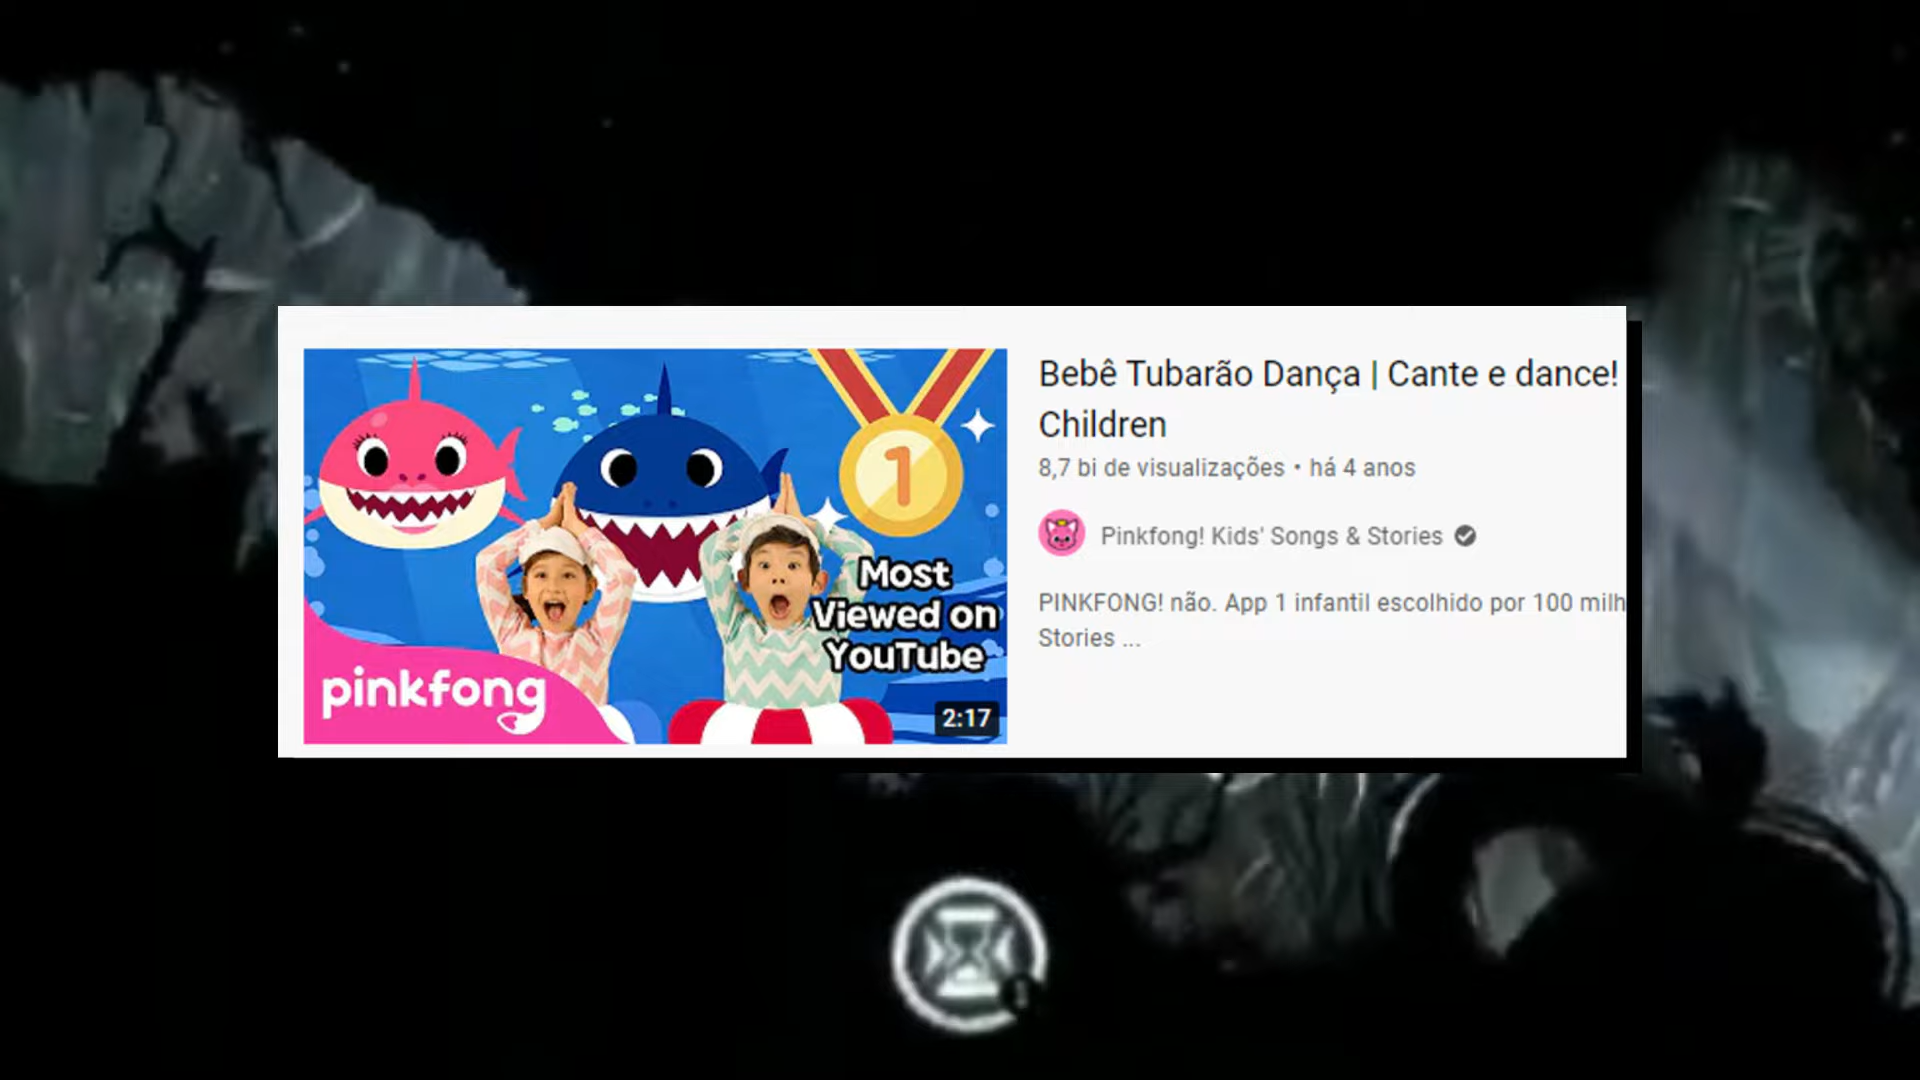 Bebê Tubarão Dança | Cante e dance!
Children
8,7 bi de visualizações • há 4 anos
Pinkfong! Kids' Songs & Stories
PINKFONG! não. App 1 infantil escolhido por 100 milh
Stories ...
1
Most
Viewed on
YouTube
pinkfong
2:17